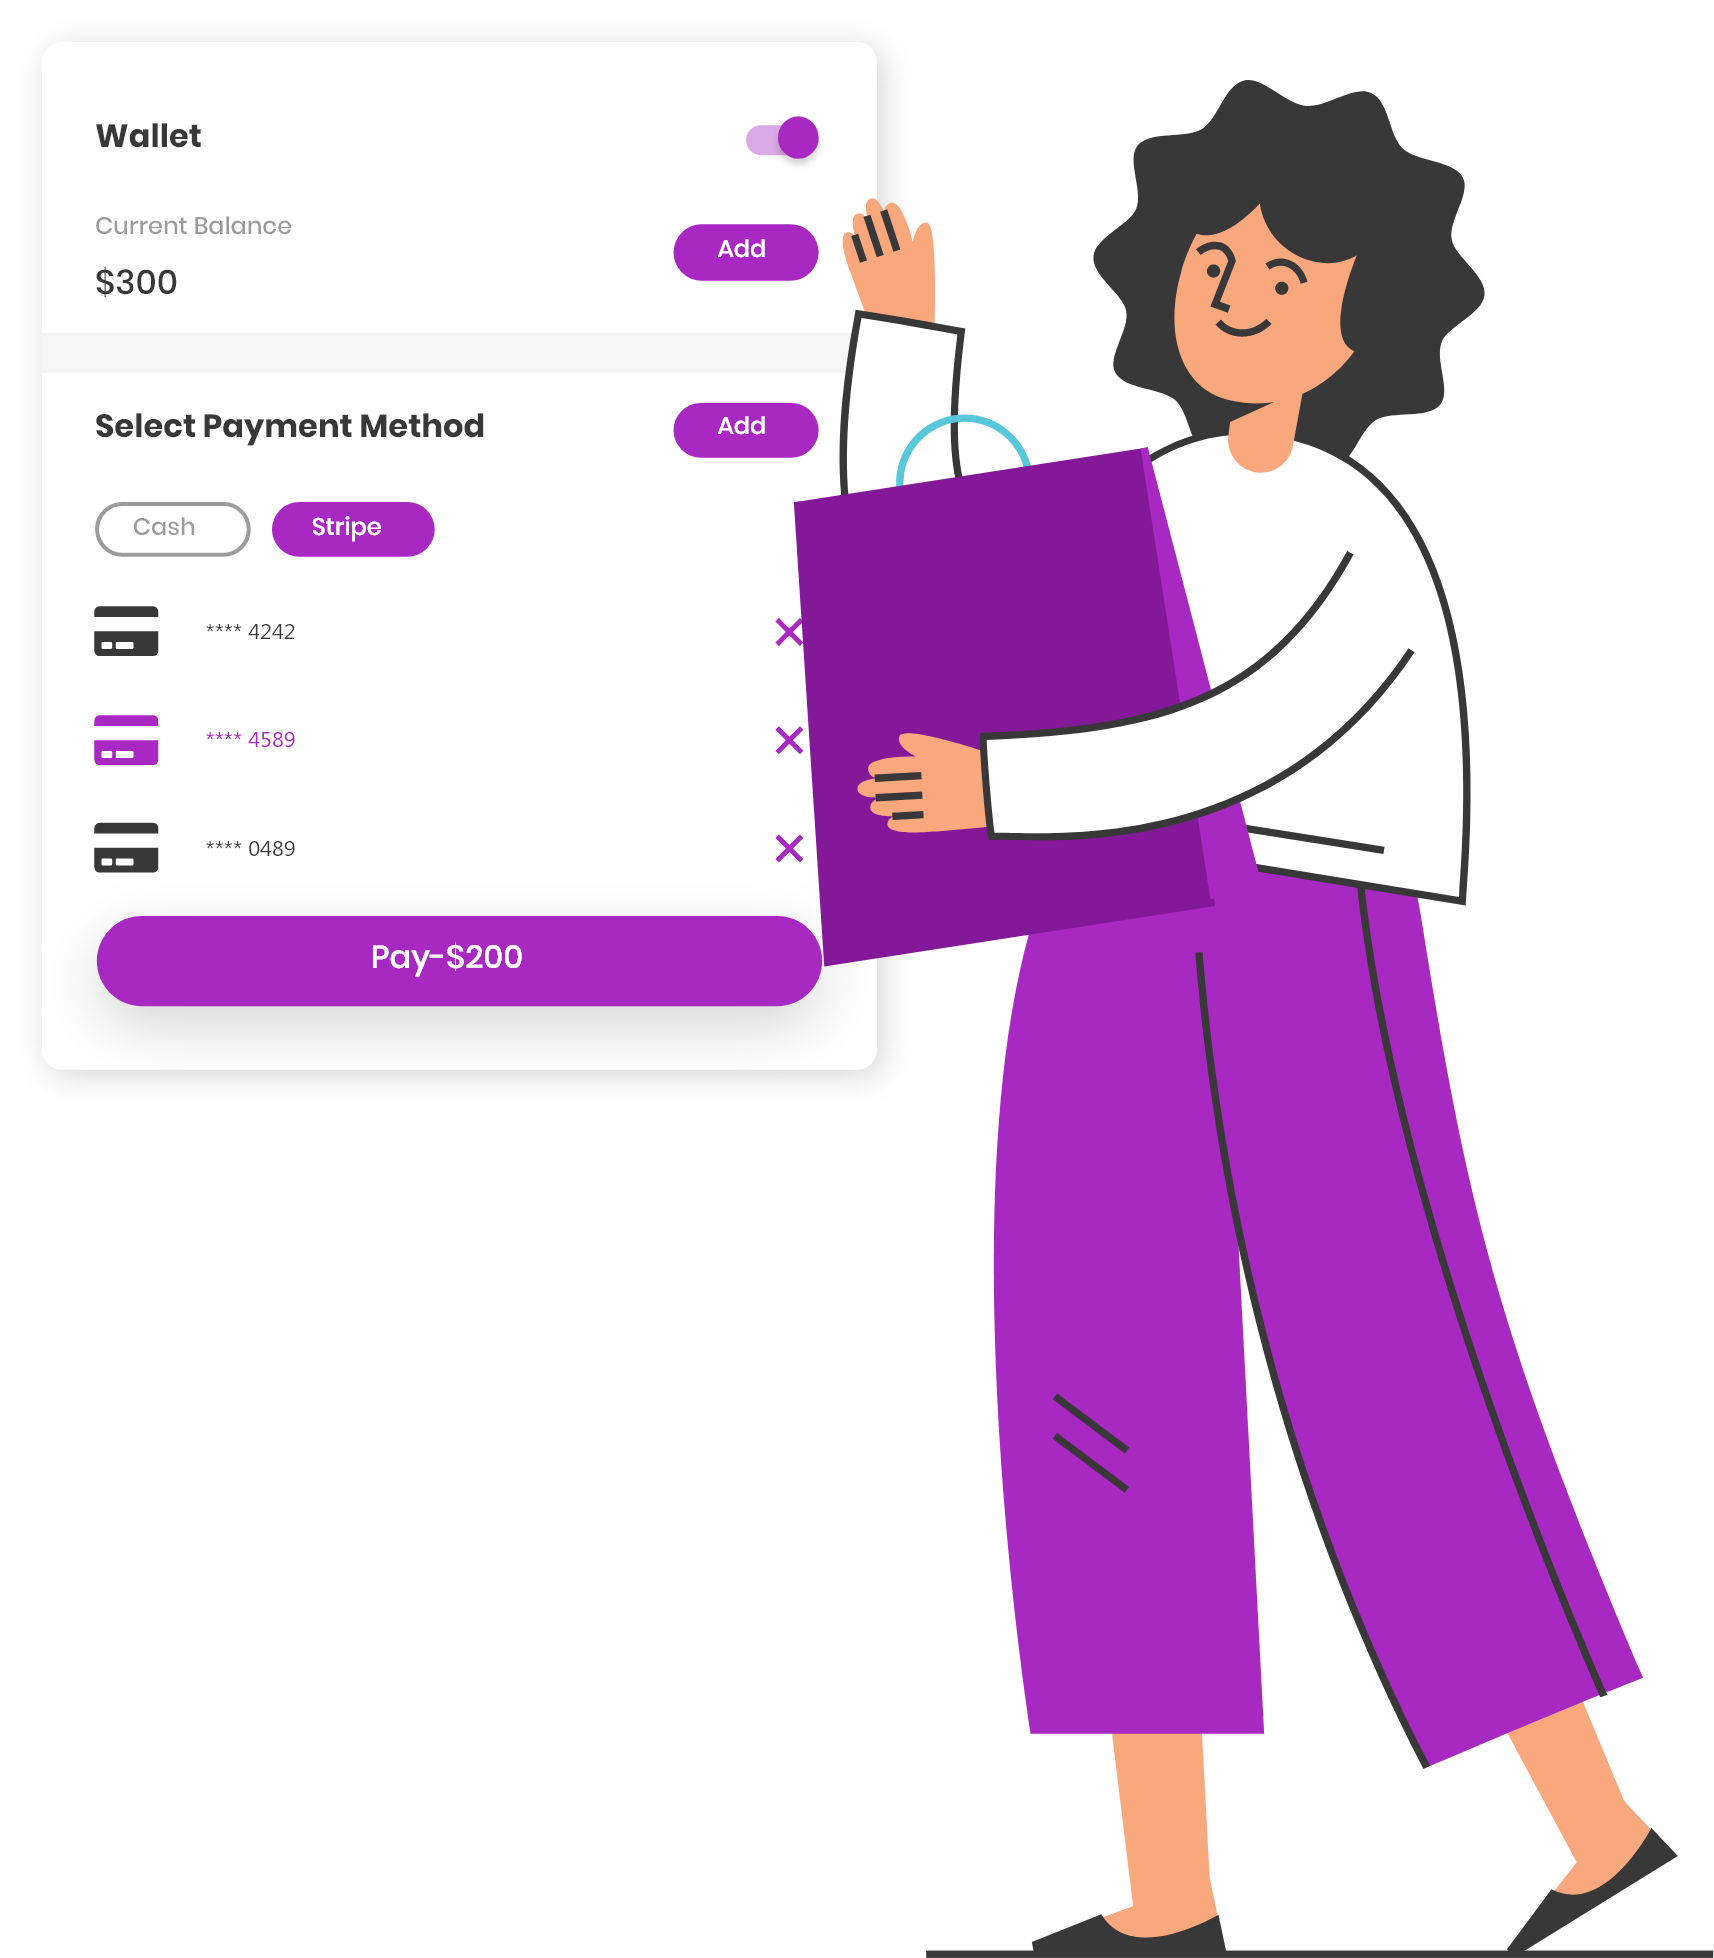 Wallet
Current Balance
Add
$300
Select Payment Method
Add
Cash
Stripe
**** 4242
**** 4589
**** 0489
Pay-$200